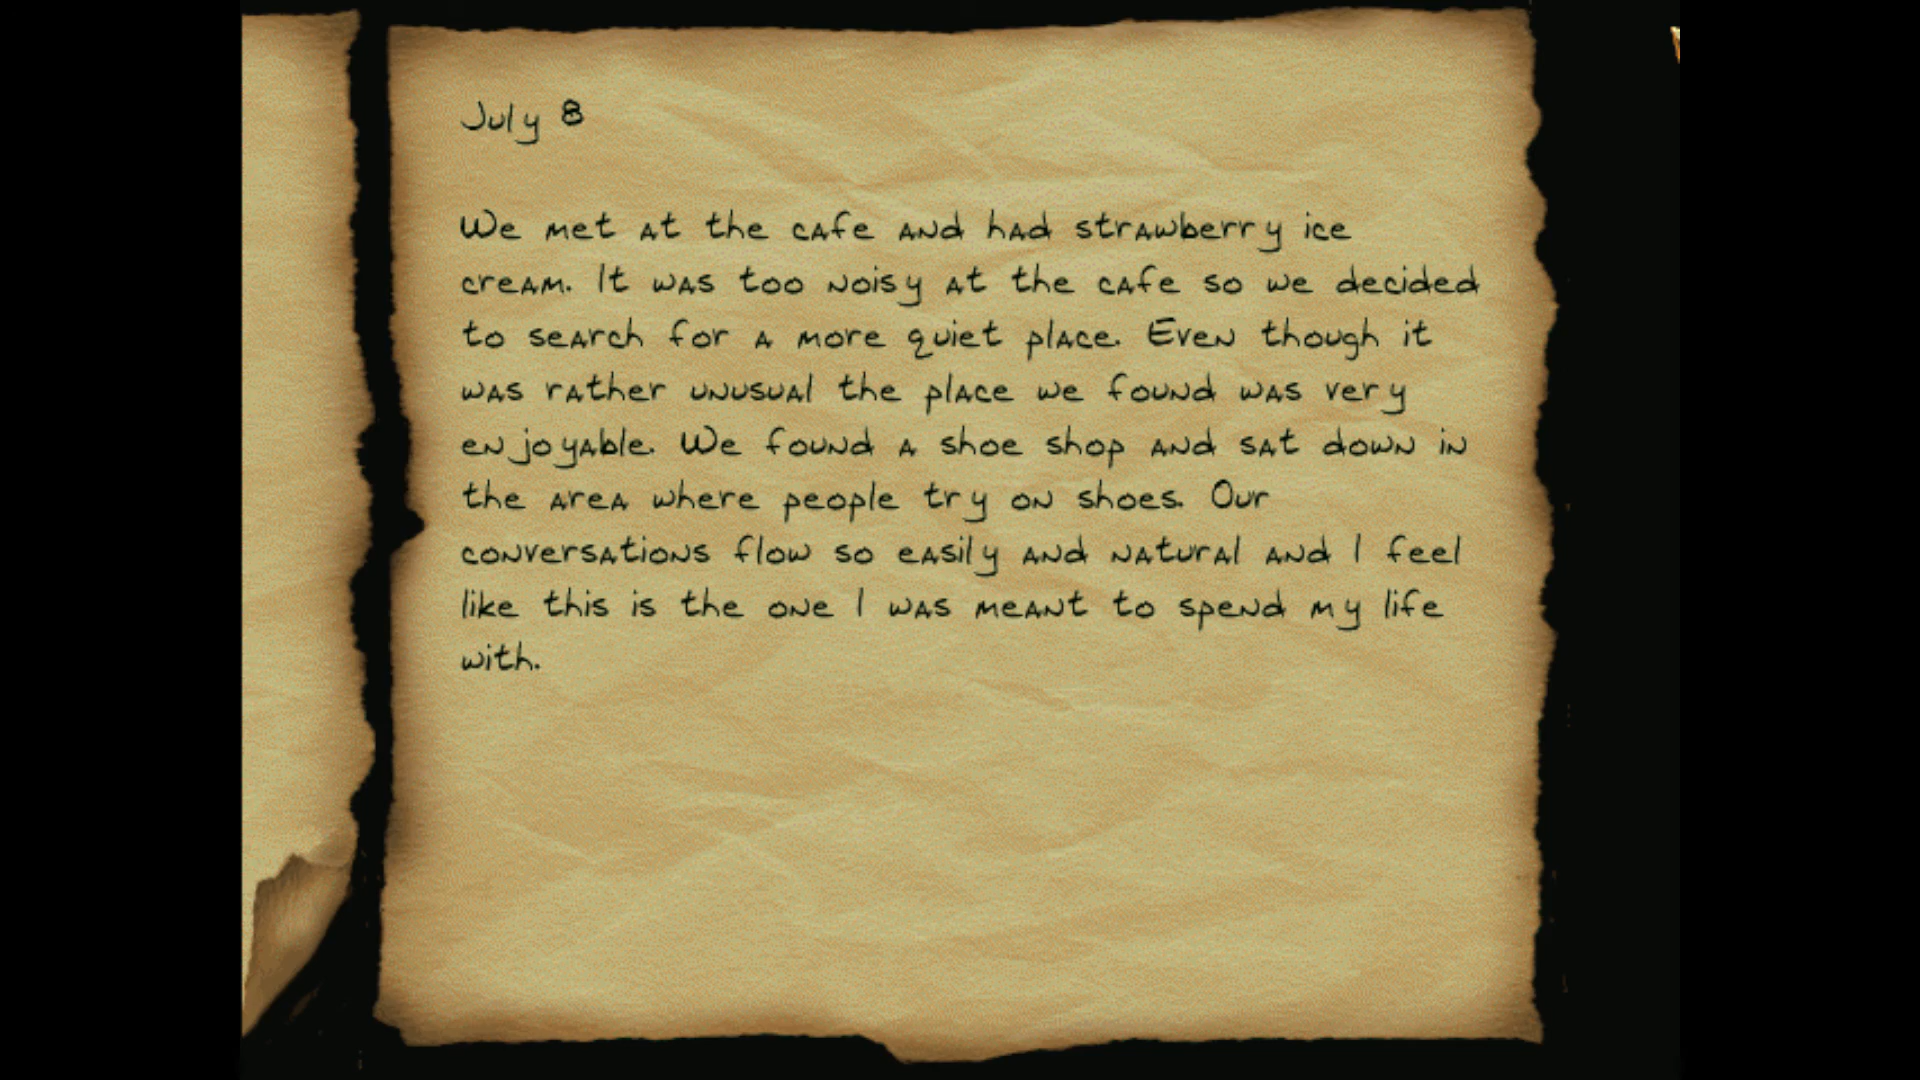 July 8
We met at the cafe and had strawberry ice
cream. It was too noisy at the cafe so we decided
to search for a more quiet place. Even though it
was rather unusual the place we found was very
enjoyable. We found a shoe shop and sat down in
the area where people try on shoes. Our
conversations flow so easily and natural and I feel
like this is the one I was meant to spend my life
with.